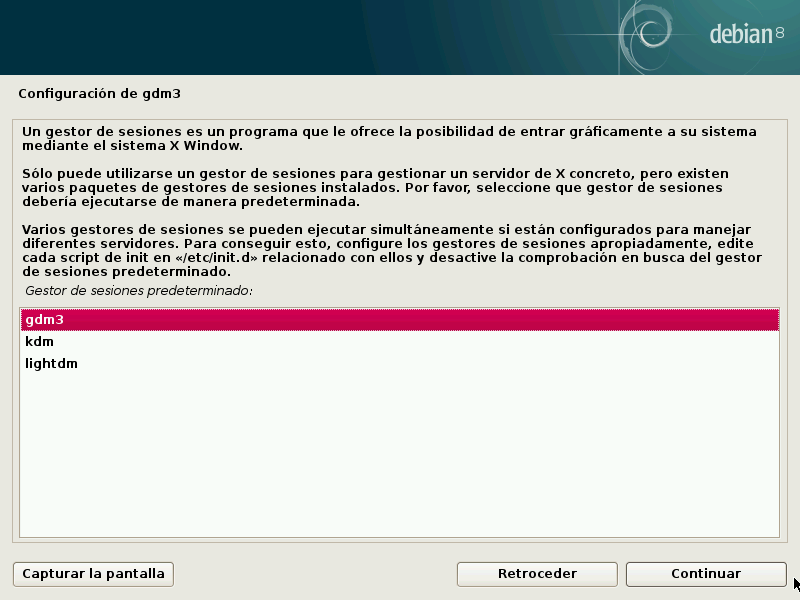 debian 8
Configuración de gdm3
Un gestor de sesiones es un programa que le ofrece la posibilidad de entrar gráficamente a su sistema
mediante el sistema X Window.
Sólo puede utilizarse un gestor de sesiones para gestionar un servidor de X concreto, pero existen
varios paquetes de gestores de sesiones instalados. Por favor, seleccione que gestor de sesiones
debería ejecutarse de manera predeterminada.
Varios gestores de sesiones se pueden ejecutar simultáneamente si están configurados para manejar
diferentes servidores. Para conseguir esto, configure los gestores de sesiones apropiadamente, edite
cada script de init en «/etc/init.d» relacionado con ellos y desactive la comprobación en busca del gestor
de sesiones predeterminado.
Gestor de sesiones predeterminado:
gdm3
kdm
lightdm
Capturar la pantalla
Retroceder
Continuar